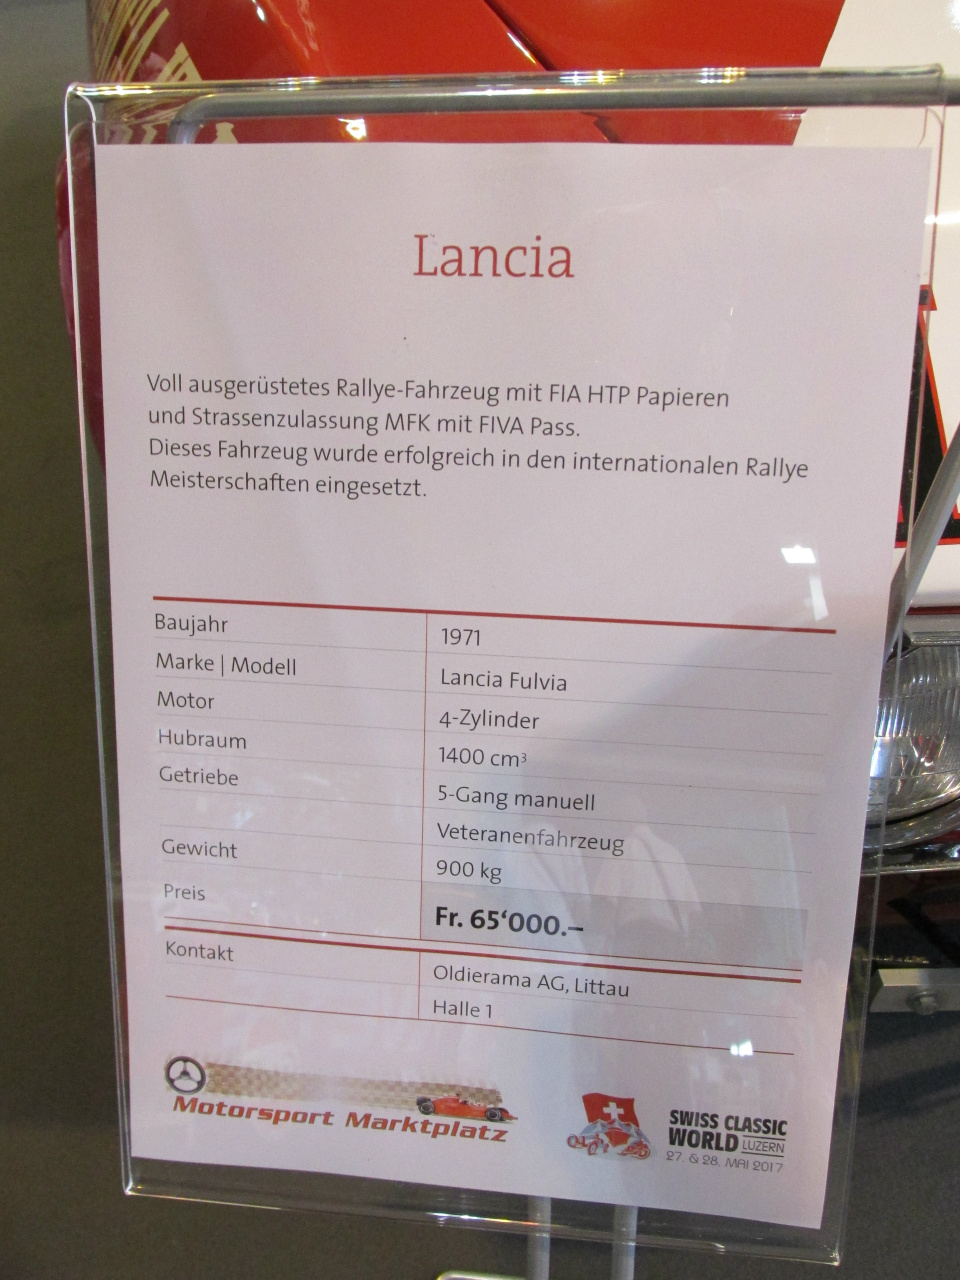 Lancia
Voll ausgerüstetes Rallye-Fahrzeug mit FIA HTP Papieren
und Strassenzulassung MFK mit FIVA Pass.
Dieses Fahrzeug wurde erfolgreich in den internationalen Rallye
Meisterschaften eingesetzt.
Baujahr 1971
Marke | Modell Lancia Fulvia
Motor 4-Zylinder
Hubraum 1400 cm³
Getriebe 5-Gang manuell
Veteranenfahrzeug
Gewicht 900 kg
Preis Fr. 65‘000.–
Kontakt Oldierama AG, Littau
Halle 1
Motorsport Marktplatz
SWISS CLASSIC
WORLD LUZERN
27. & 28. MAI 2017